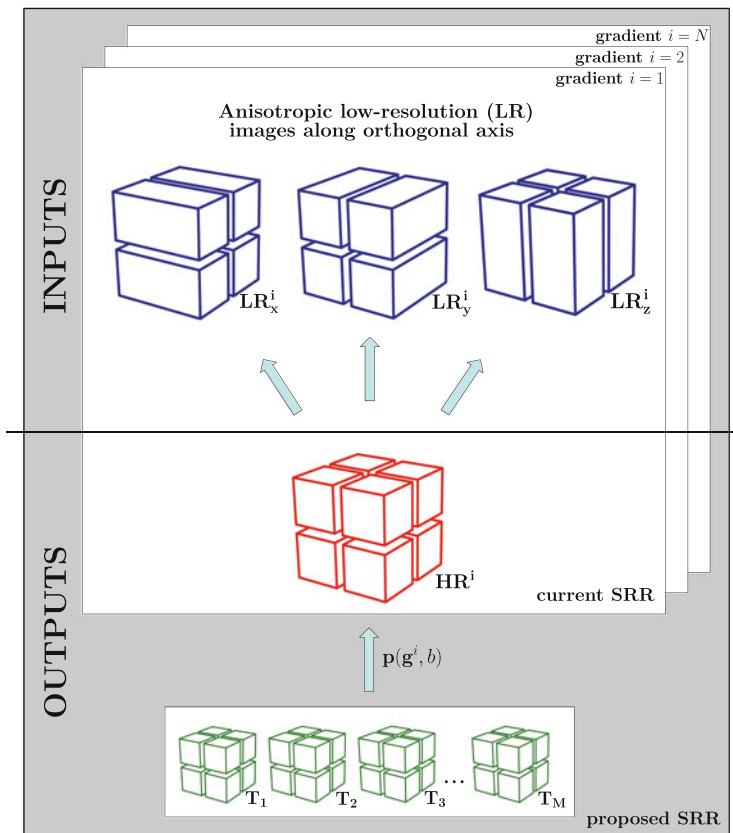 gradient i = N
gradient i = 2
gradient i = 1
Anisotropic low-resolution (LR)
images along orthogonal axis
INPUTS
LR_x^i
LR_y^i
LR_z^i
HR^i
current SRR
OUTPUTS
p(g^i, b)
T_1
T_2
T_3
...
T_M
proposed SRR